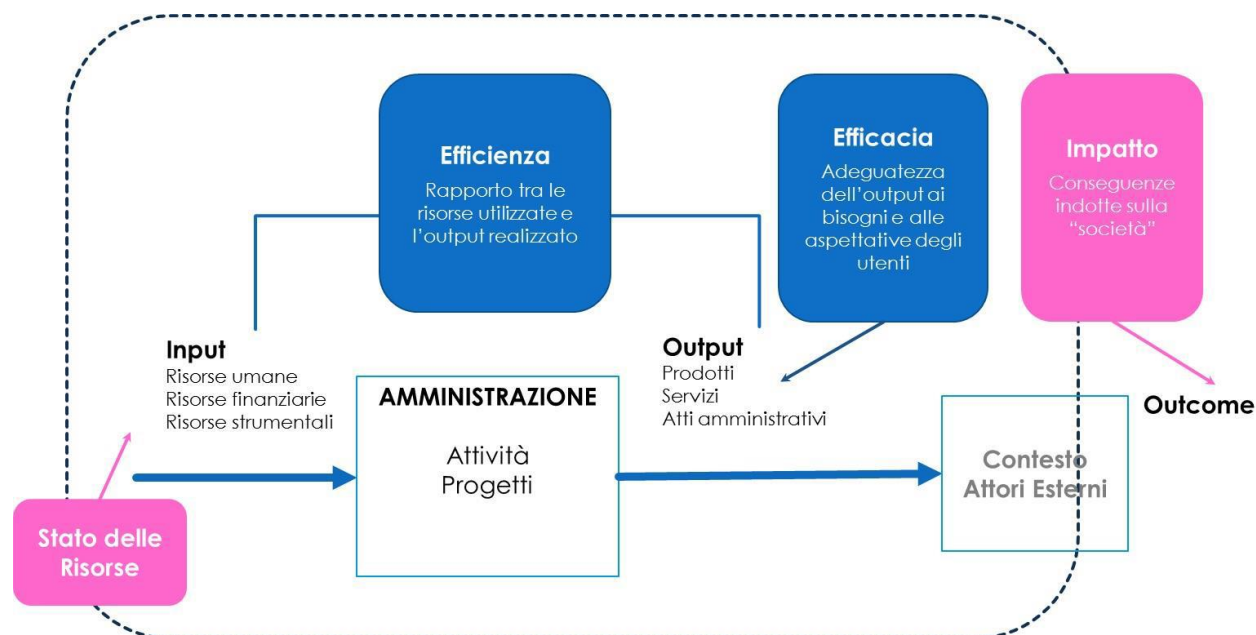 Efficienza
Rapporto tra le
risorse utilizzate e
l'output realizzato
Efficacia
Adeguatezza
dell'output ai
bisogni e alle
aspettative degli
utenti
Impatto
Conseguenze
indotte sulla
"società"
Input
Risorse umane
Risorse finanziarie
Risorse strumentali
AMMINISTRAZIONE
Attività
Progetti
Output
Prodotti
Servizi
Atti amministrativi
Outcome
Contesto
Attori Esterni
Stato delle
Risorse